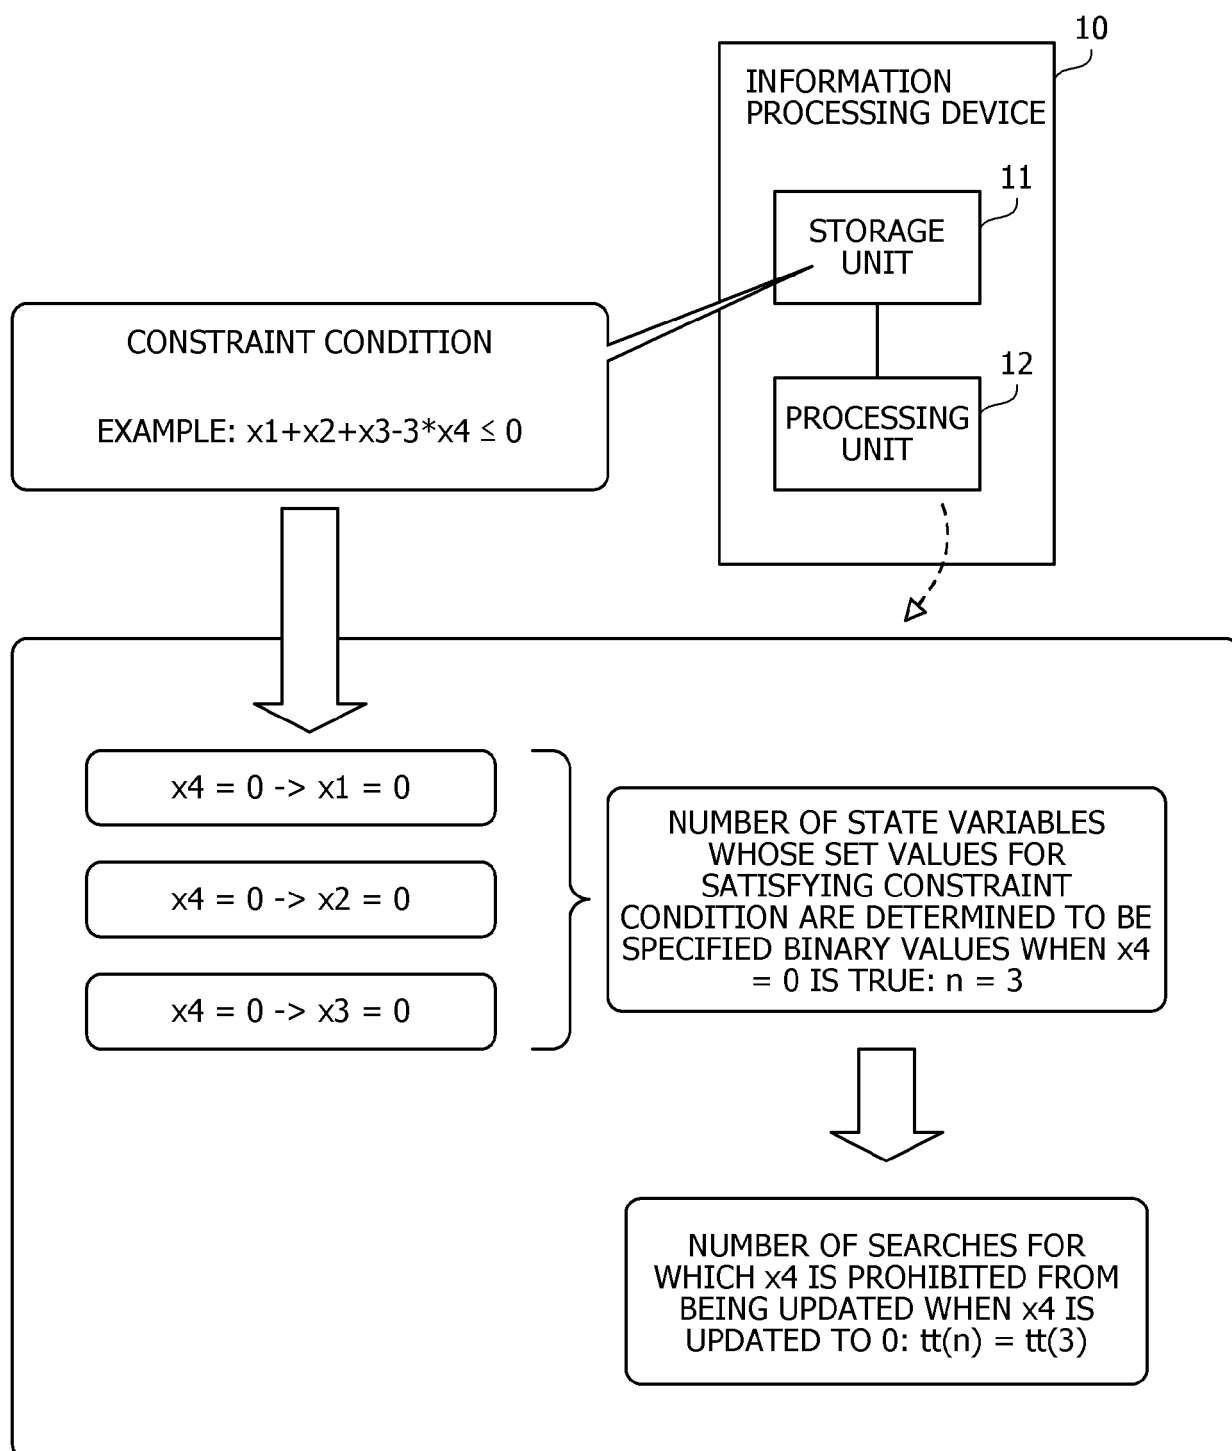 10
INFORMATION
PROCESSING DEVICE
11
STORAGE
UNIT
CONSTRAINT CONDITION
EXAMPLE: x1+x2+x3-3*x4 ≤ 0
12
PROCESSING
UNIT
x4 = 0 -> x1 = 0
x4 = 0 -> x2 = 0
x4 = 0 -> x3 = 0
NUMBER OF STATE VARIABLES
WHOSE SET VALUES FOR
SATISFYING CONSTRAINT
CONDITION ARE DETERMINED TO BE
SPECIFIED BINARY VALUES WHEN x4
= 0 IS TRUE: n = 3
NUMBER OF SEARCHES FOR
WHICH x4 IS PROHIBITED FROM
BEING UPDATED WHEN x4 IS
UPDATED TO 0: tt(n) = tt(3)